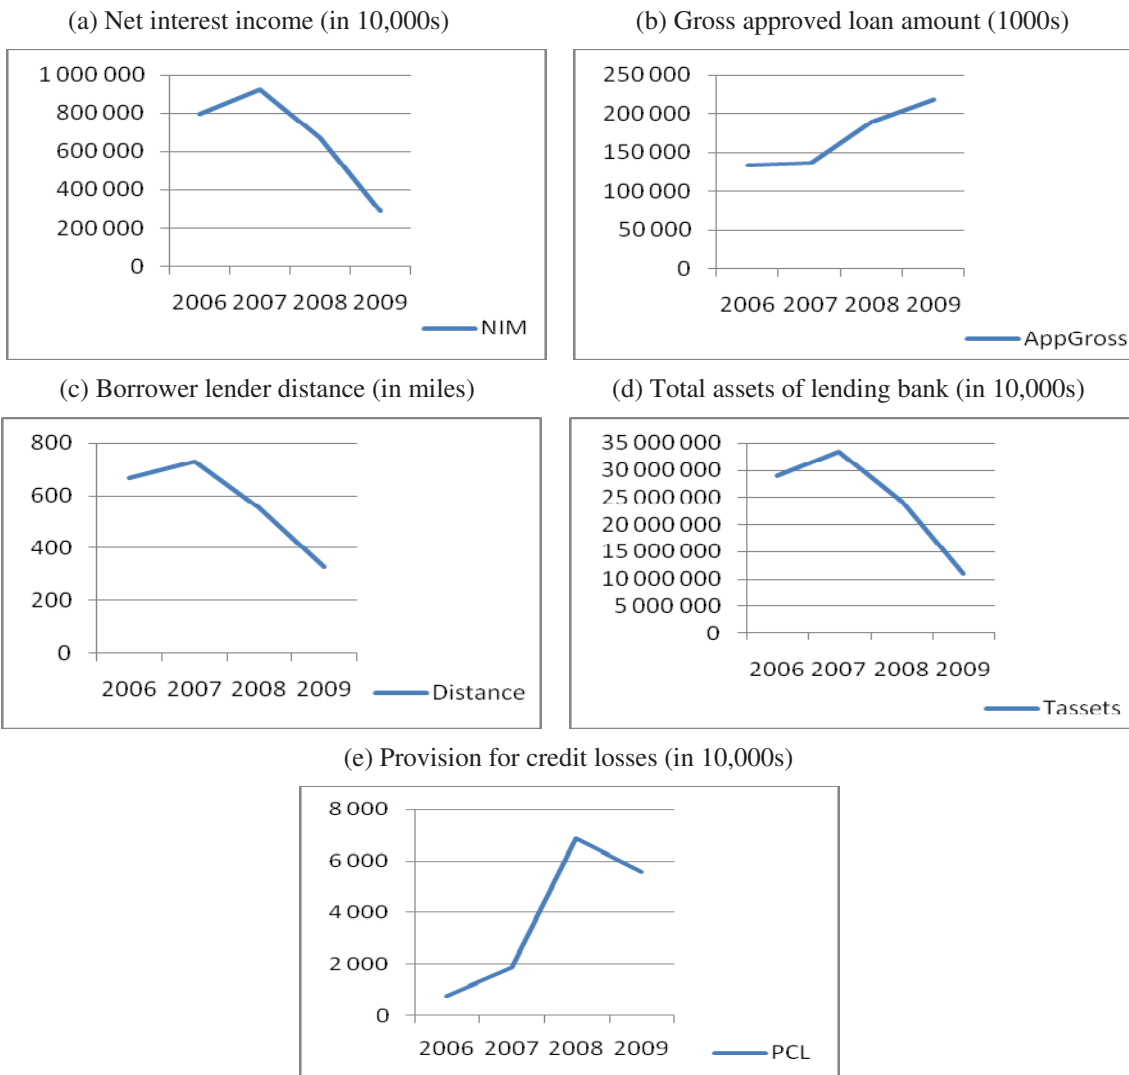 (a) Net interest income (in 10,000s)
1 000 000
800 000
600 000
400 000
200 000
0
2006 2007 2008 2009
NIM
(b) Gross approved loan amount (1000s)
250 000
200 000
150 000
100 000
50 000
0
2006 2007 2008 2009
AppGross
(c) Borrower lender distance (in miles)
800
600
400
200
0
2006 2007 2008 2009
Distance
(d) Total assets of lending bank (in 10,000s)
35 000 000
30 000 000
25 000 000
20 000 000
15 000 000
10 000 000
5 000 000
0
2006 2007 2008 2009
Tassets
(e) Provision for credit losses (in 10,000s)
8 000
6 000
4 000
2 000
0
2006 2007 2008 2009
PCL